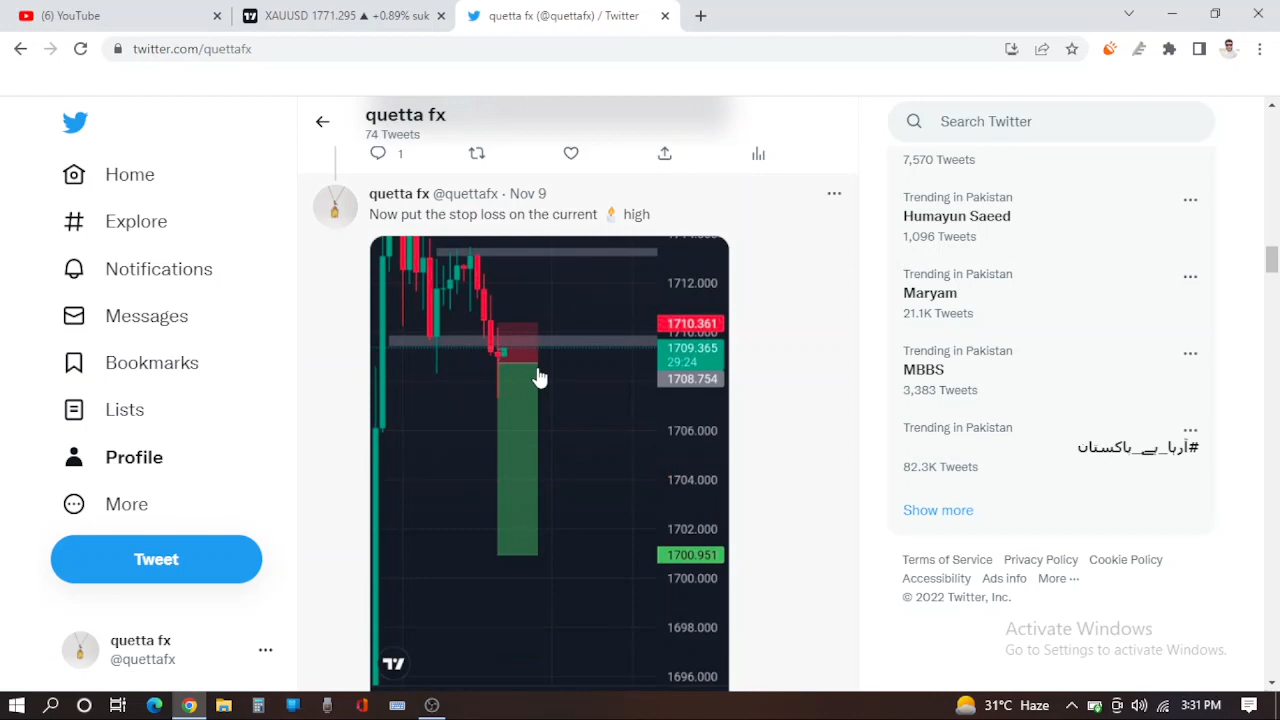 (6) YouTube
XAUUSD 1771.295 ▲ +0.89% suk
quetta fx (@quettafx) / Twitter
twitter.com/quettafx
quetta fx
74 Tweets
1
Home
Explore
Notifications
Messages
Bookmarks
Lists
Profile
More
Tweet
quetta fx
@quettafx
quetta fx @quettafx · Nov 9
Now put the stop loss on the current 🕯 high
1712.000
1710.361
1709.365
29:24
1708.754
1706.000
1704.000
1702.000
1700.951
1700.000
1698.000
1696.000
Search Twitter
7,570 Tweets
Trending in Pakistan
Humayun Saeed
1,096 Tweets
Trending in Pakistan
Maryam
21.1K Tweets
Trending in Pakistan
MBBS
3,383 Tweets
Trending in Pakistan
#آرہا_ہے_پاکستان
82.3K Tweets
Show more
Terms of Service Privacy Policy Cookie Policy
Accessibility Ads info More ···
© 2022 Twitter, Inc.
Activate Windows
Go to Settings to activate Windows.
31°C Haze
3:31 PM